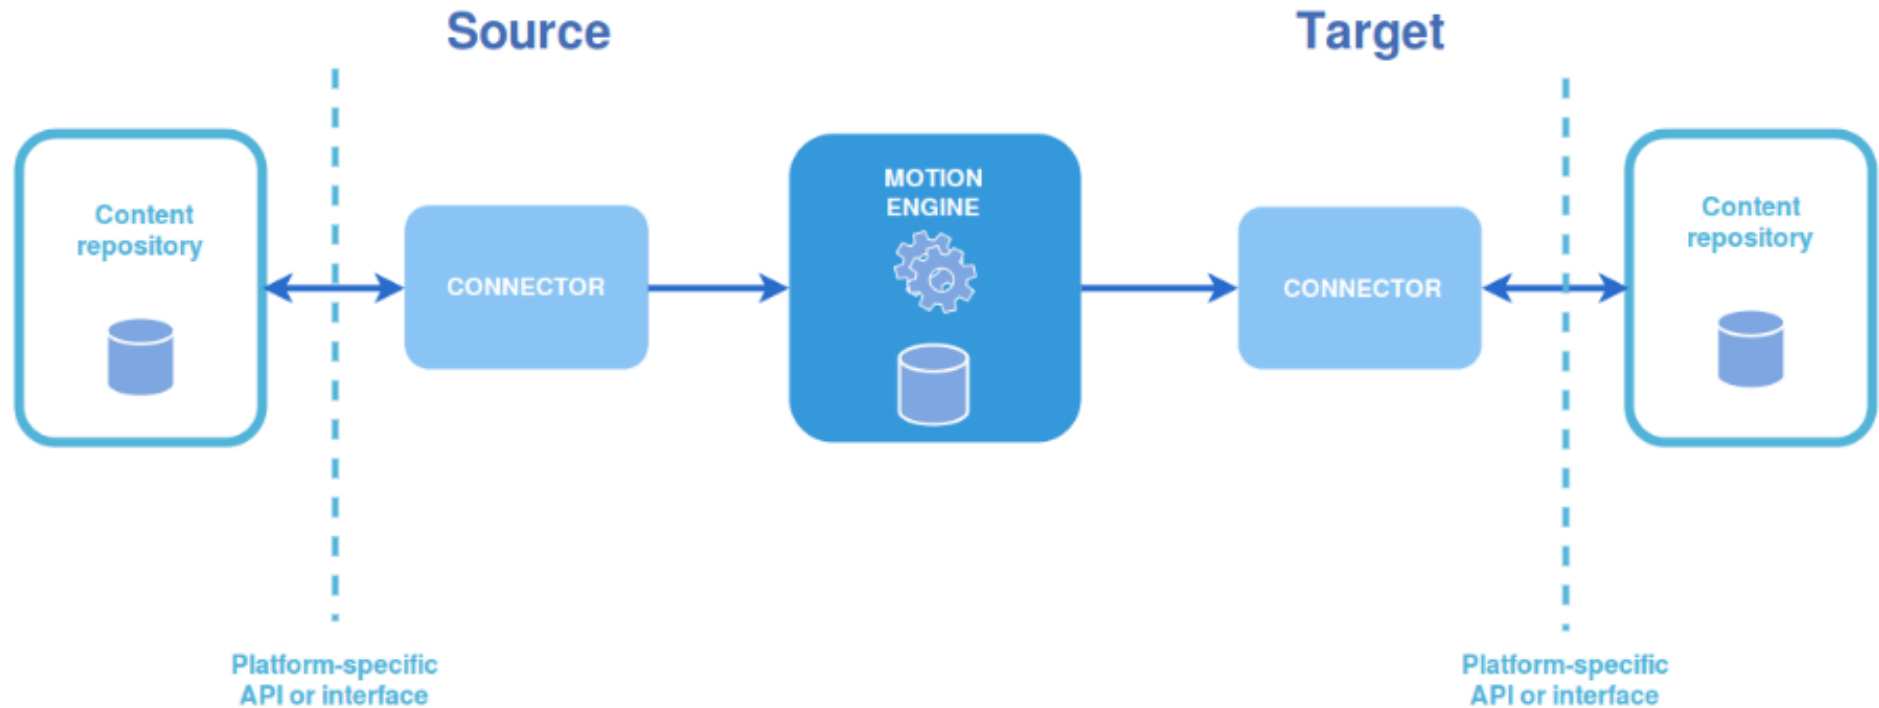 Source
Target
Content
repository
CONNECTOR
MOTION
ENGINE
CONNECTOR
Content
repository
Platform-specific
API or interface
Platform-specific
API or interface